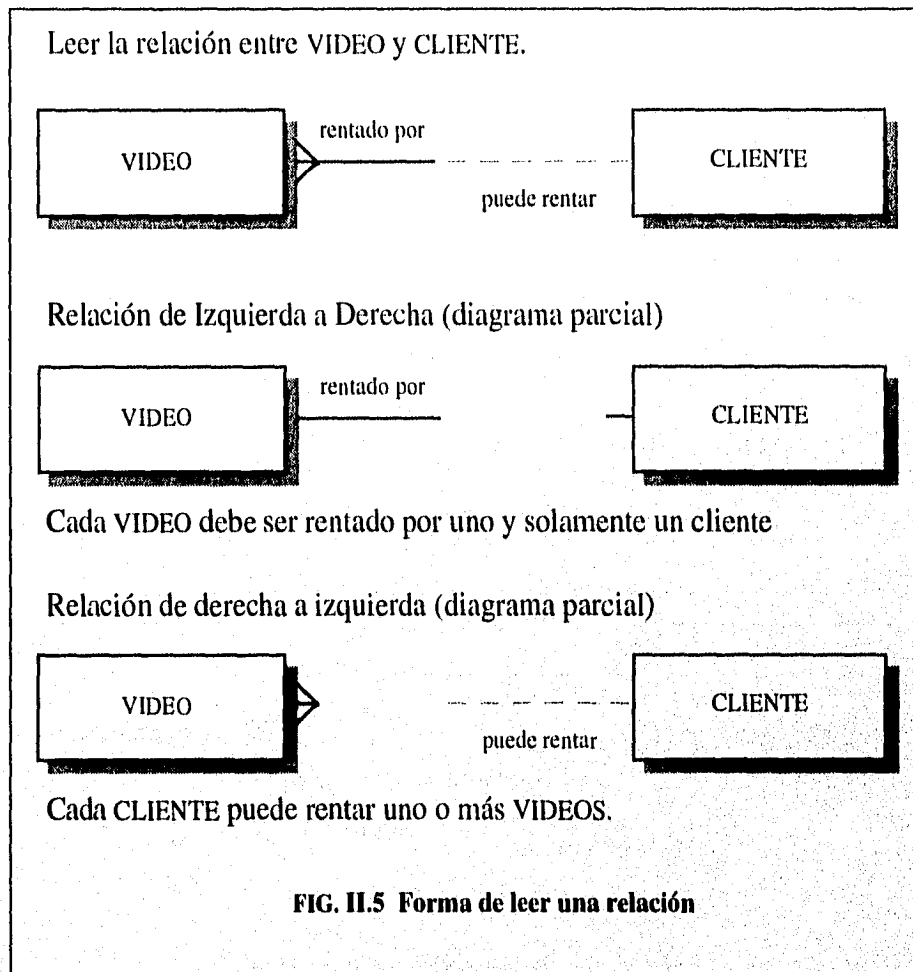 Leer la relación entre VIDEO y CLIENTE.
VIDEO
rentado por
puede rentar
CLIENTE
Relación de Izquierda a Derecha (diagrama parcial)
VIDEO
rentado por
CLIENTE
Cada VIDEO debe ser rentado por uno y solamente un cliente
Relación de derecha a izquierda (diagrama parcial)
VIDEO
puede rentar
CLIENTE
Cada CLIENTE puede rentar uno o más VIDEOS.
FIG. II.5 Forma de leer una relación